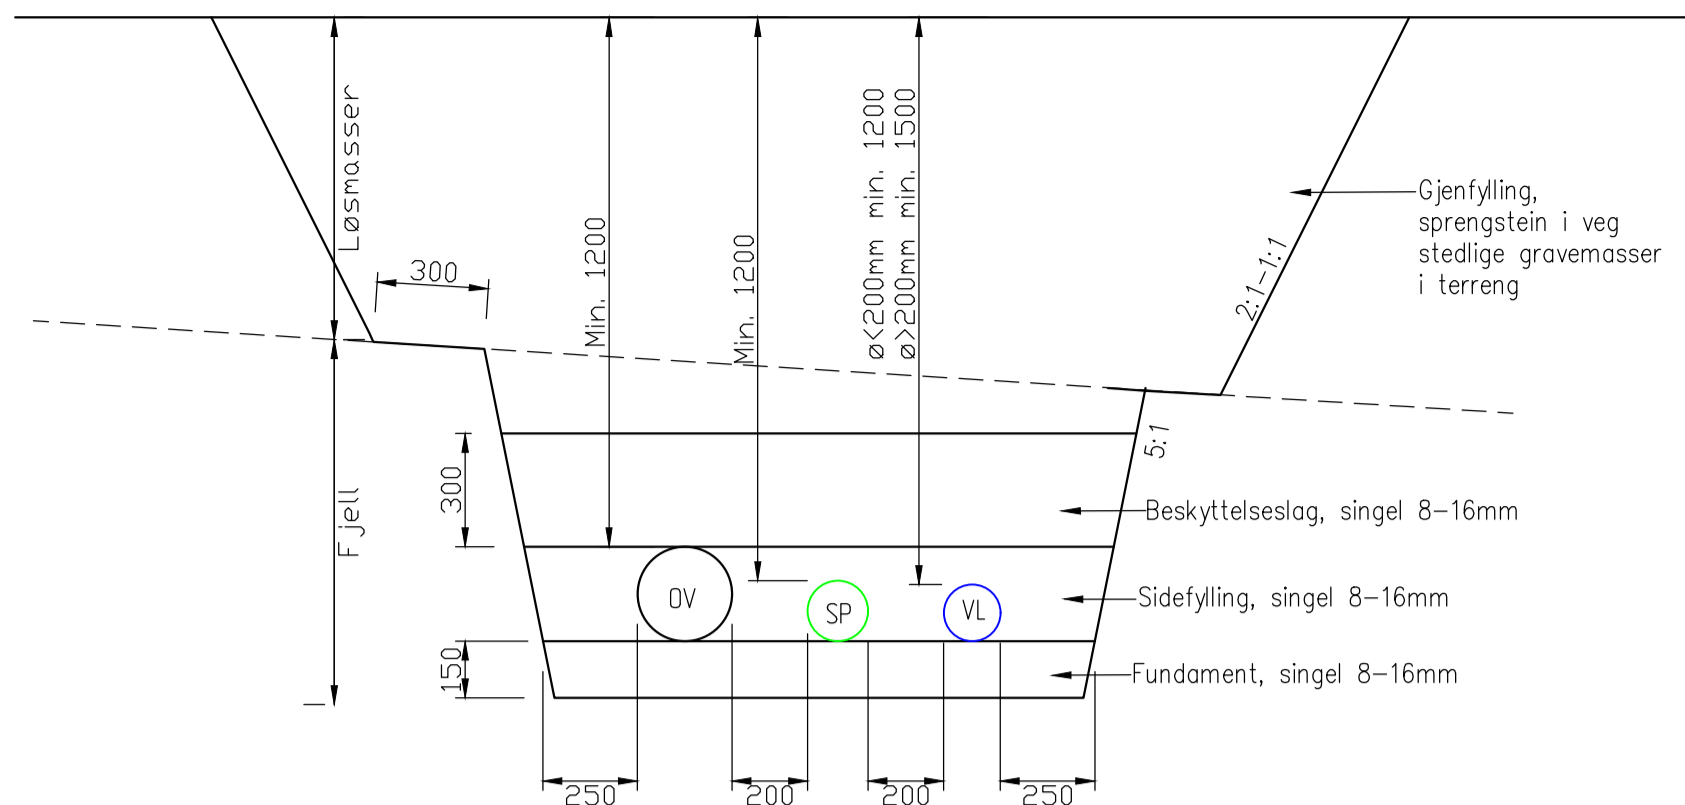 Løsmasser
300
Min. 1200
Min. 1200
ø<200mm min. 1200
ø>200mm min. 1500
2:1-1:1
Gjenfylling,
sprengstein i veg
stedlige gravemasser
i terreng
5:1
Fjell
300
Beskyttelseslag, singel 8-16mm
OV
SP
VL
Sidefylling, singel 8-16mm
150
Fundament, singel 8-16mm
250
200
200
250